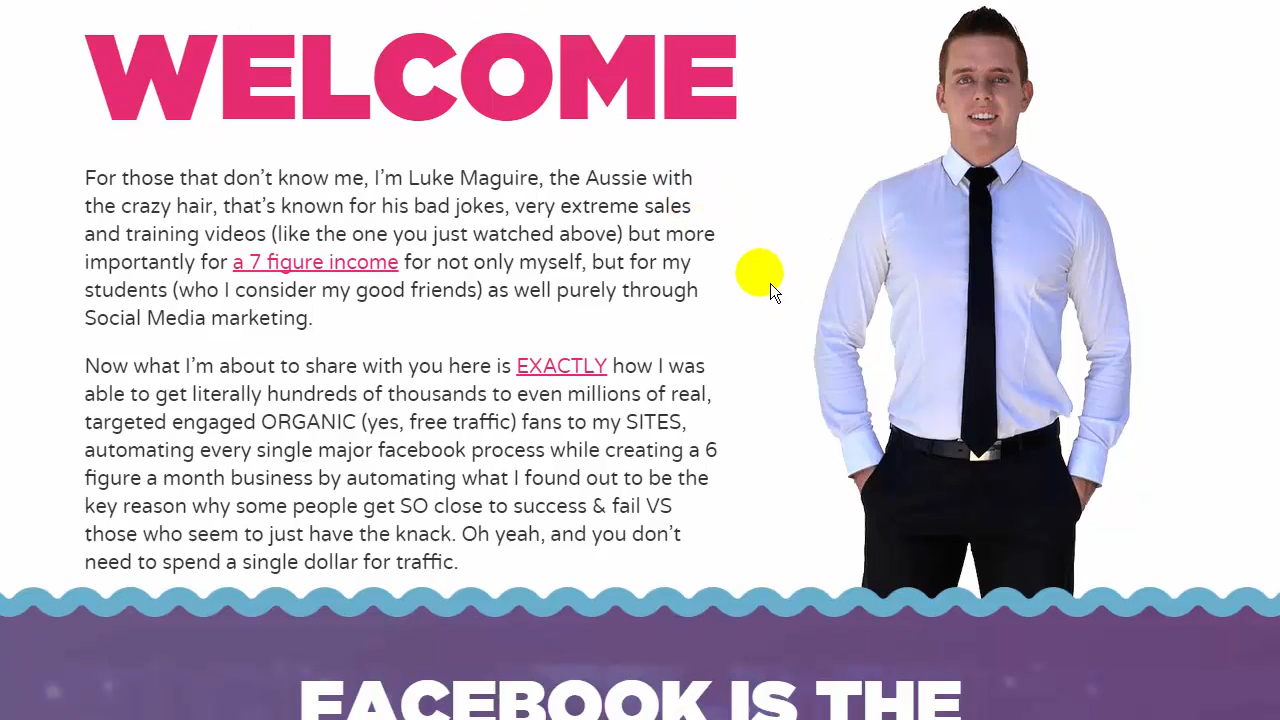 WELCOME
For those that don't know me, I'm Luke Maguire, the Aussie with
the crazy hair, that's known for his bad jokes, very extreme sales
and training videos (like the one you just watched above) but more
importantly for a 7 figure income for not only myself, but for my
students (who I consider my good friends) as well purely through
Social Media marketing.
Now what I'm about to share with you here is EXACTLY how I was
able to get literally hundreds of thousands to even millions of real,
targeted engaged ORGANIC (yes, free traffic) fans to my SITES,
automating every single major facebook process while creating a 6
figure a month business by automating what I found out to be the
key reason why some people get SO close to success & fail VS
those who seem to just have the knack. Oh yeah, and you don't
need to spend a single dollar for traffic.
FACEBOOK IS THE